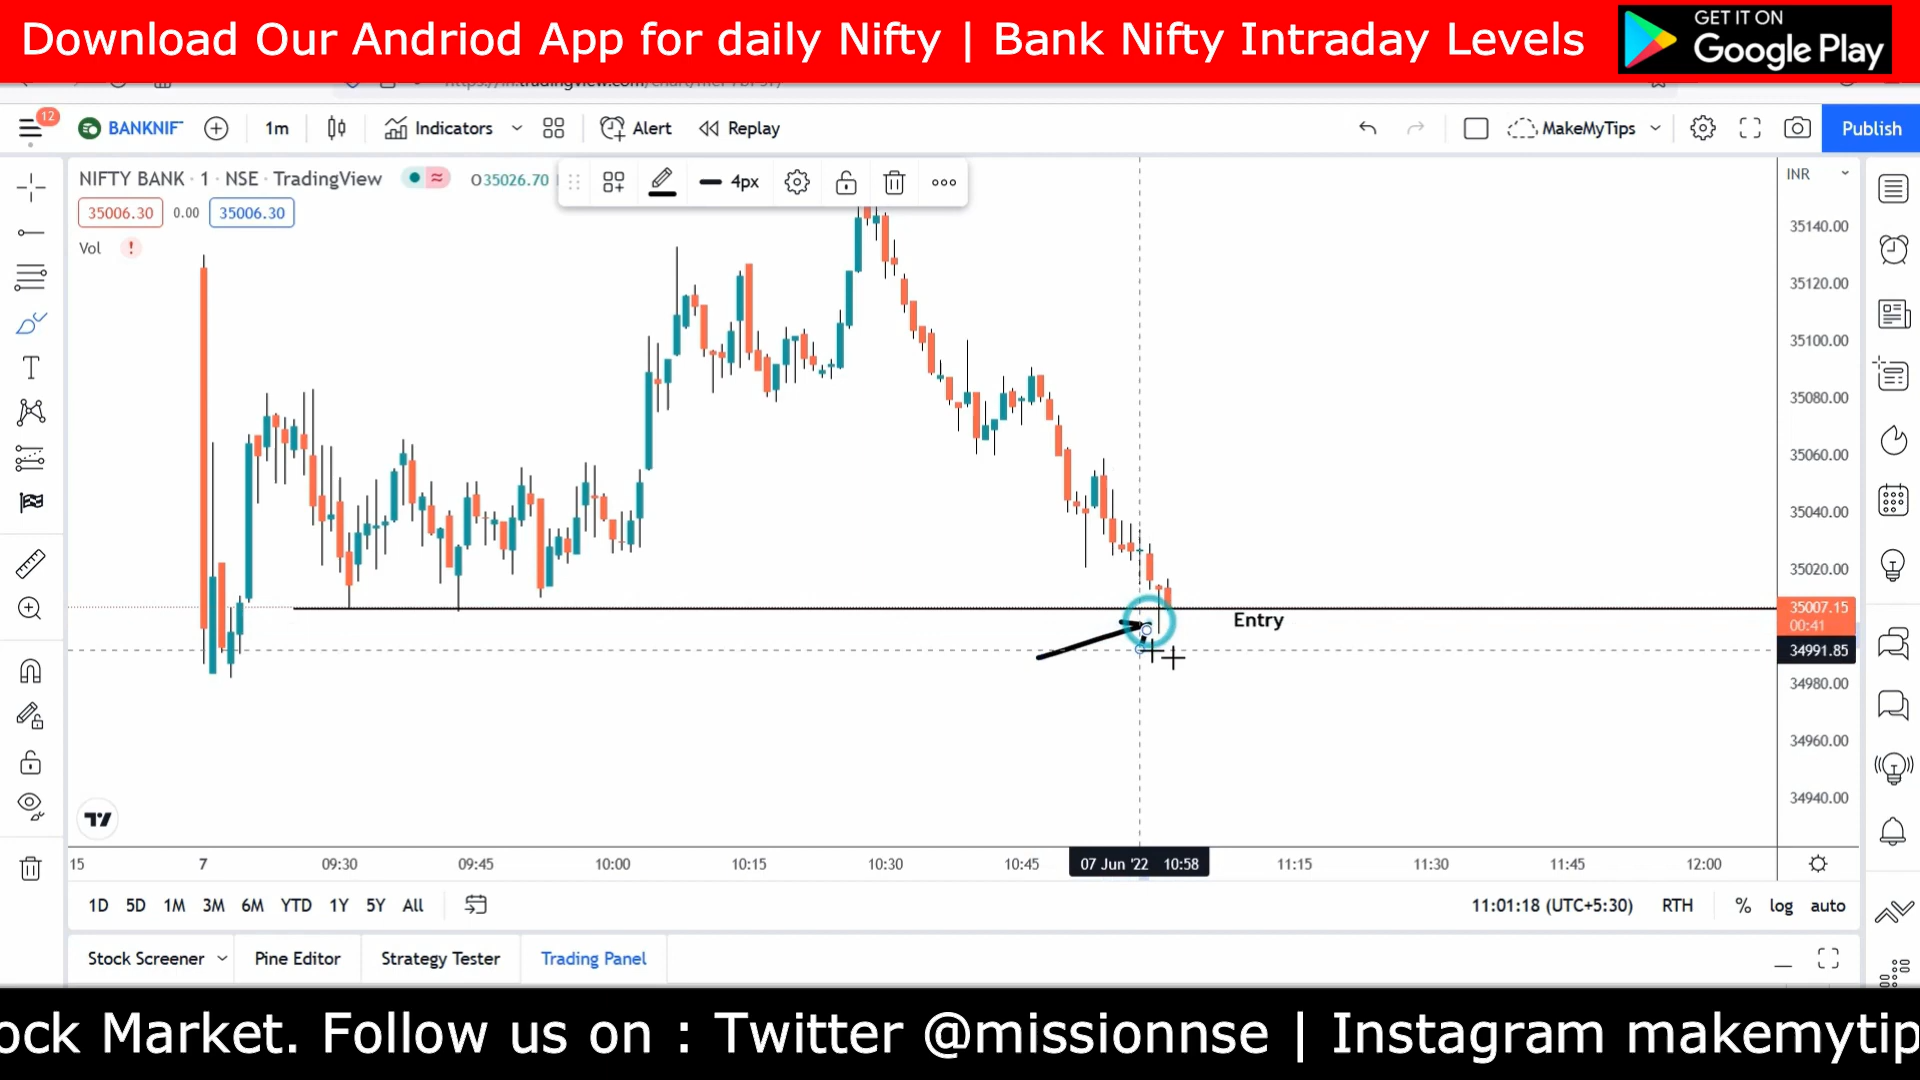 Download Our Andriod App for daily Nifty | Bank Nifty Intraday Levels
GET IT ON
Google Play
12
BANKNIF
1m
Indicators
Alert
Replay
MakeMyTips
Publish
NIFTY BANK · 1 · NSE · TradingView
O35026.70
4px
INR
35006.30 0.00 35006.30
Vol !
35140.00
35120.00
35100.00
35080.00
35060.00
35040.00
35020.00
35007.15
00:41
Entry
34991.85
34980.00
34960.00
34940.00
15 7 09:30 09:45 10:00 10:15 10:30 10:45 07 Jun '22 10:58 11:15 11:30 11:45 12:00
1D 5D 1M 3M 6M YTD 1Y 5Y All
11:01:18 (UTC+5:30) RTH % log auto
Stock Screener Pine Editor Strategy Tester Trading Panel
ock Market. Follow us on : Twitter @missionnse | Instagram makemytip